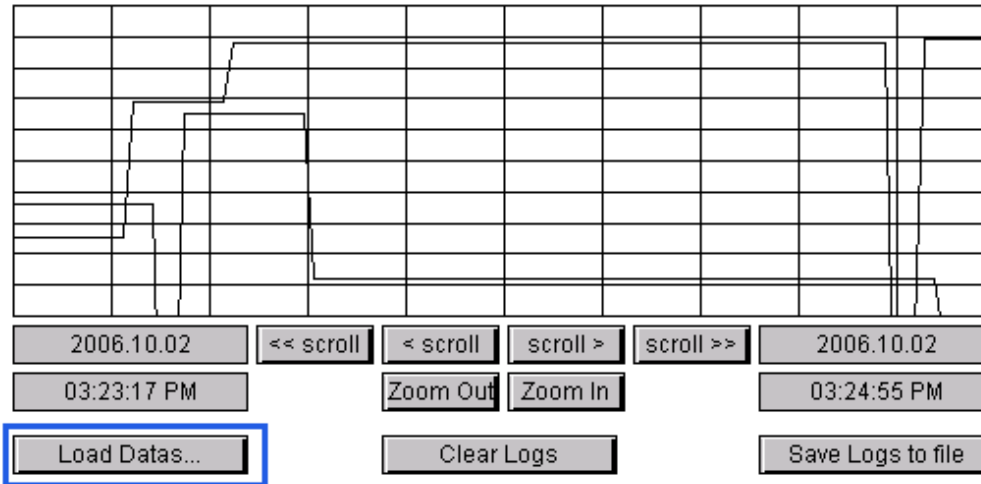 2006.10.02 << scroll < scroll scroll > scroll >> 2006.10.02
03:23:17 PM Zoom Out Zoom In 03:24:55 PM
Load Datas... Clear Logs Save Logs to file